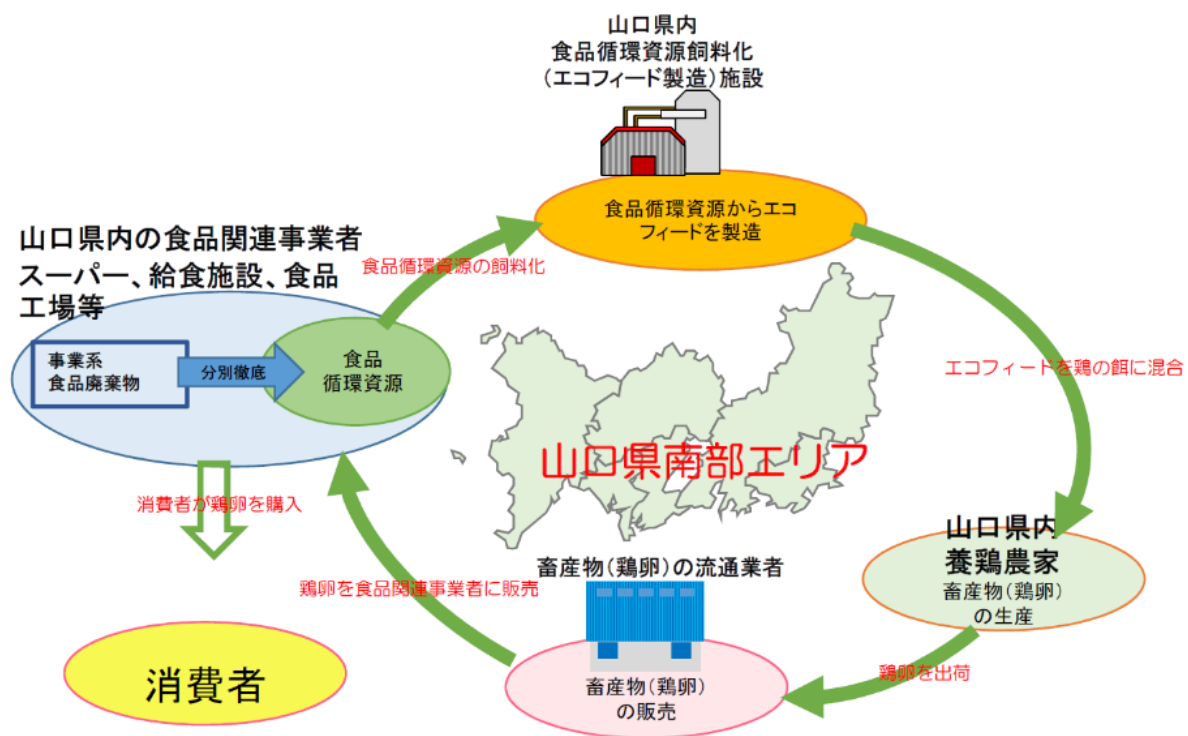 山口県内
食品循環資源飼料化
（エコフィード製造）施設
食品循環資源からエコ
フィードを製造
山口県内の食品関連事業者
スーパー、給食施設、食品
工場等
食品循環資源の飼料化
事業系
食品廃棄物
分別徹底
食品
循環資源
エコフィードを鶏の餌に混合
山口県南部エリア
消費者が鶏卵を購入
山口県内
養鶏農家
畜産物（鶏卵）
の生産
畜産物（鶏卵）の流通業者
鶏卵を食品関連事業者に販売
鶏卵を出荷
畜産物（鶏卵）
の販売
消費者